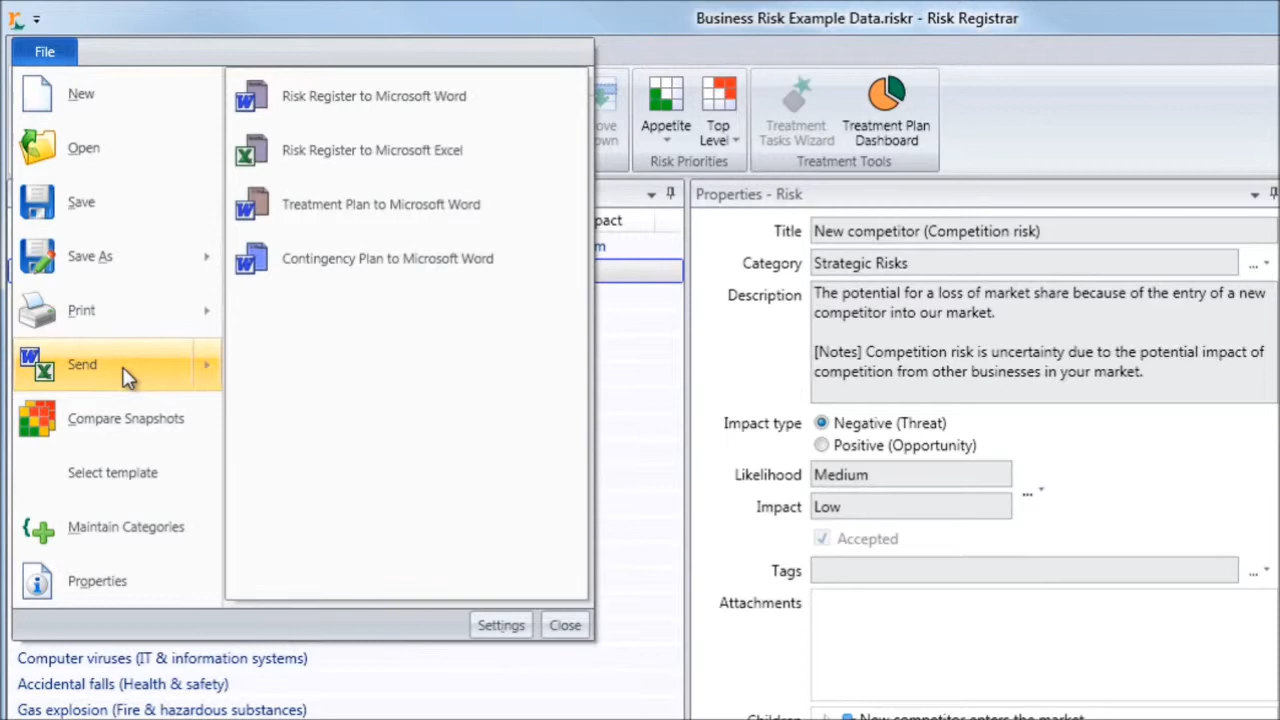 Business Risk Example Data.riskr - Risk Registrar
File
New
Open
Save
Save As
Print
Send
Compare Snapshots
Select template
Maintain Categories
Properties
Risk Register to Microsoft Word
Risk Register to Microsoft Excel
Treatment Plan to Microsoft Word
Contingency Plan to Microsoft Word
Settings
Close
Appetite
Top
Level
Risk Priorities
Treatment
Tasks Wizard
Treatment Plan
Dashboard
Treatment Tools
Computer viruses (IT & information systems)
Accidental falls (Health & safety)
Gas explosion (Fire & hazardous substances)
Properties - Risk
Title
New competitor (Competition risk)
Category
Strategic Risks
...
Description
The potential for a loss of market share because of the entry of a new
competitor into our market.
[Notes] Competition risk is uncertainty due to the potential impact of
competition from other businesses in your market.
Impact type
Negative (Threat)
Positive (Opportunity)
Likelihood
Medium
...
Impact
Low
Accepted
Tags
...
Attachments
Children
New competitor enters the market